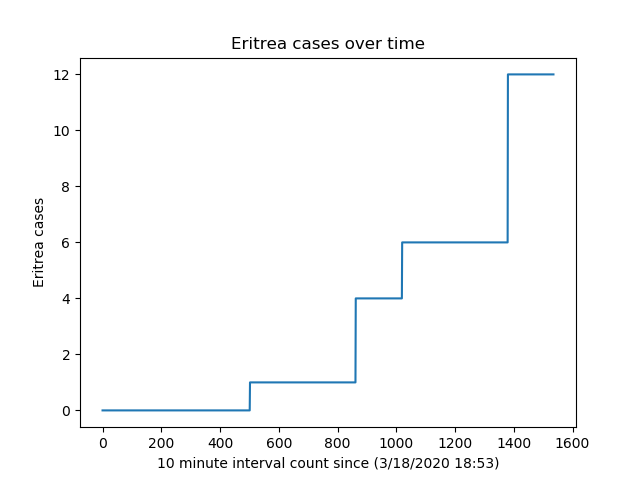 Eritrea cases over time
12
10
8
6
4
2
0
Eritrea cases
0 200 400 600 800 1000 1200 1400 1600
10 minute interval count since (3/18/2020 18:53)